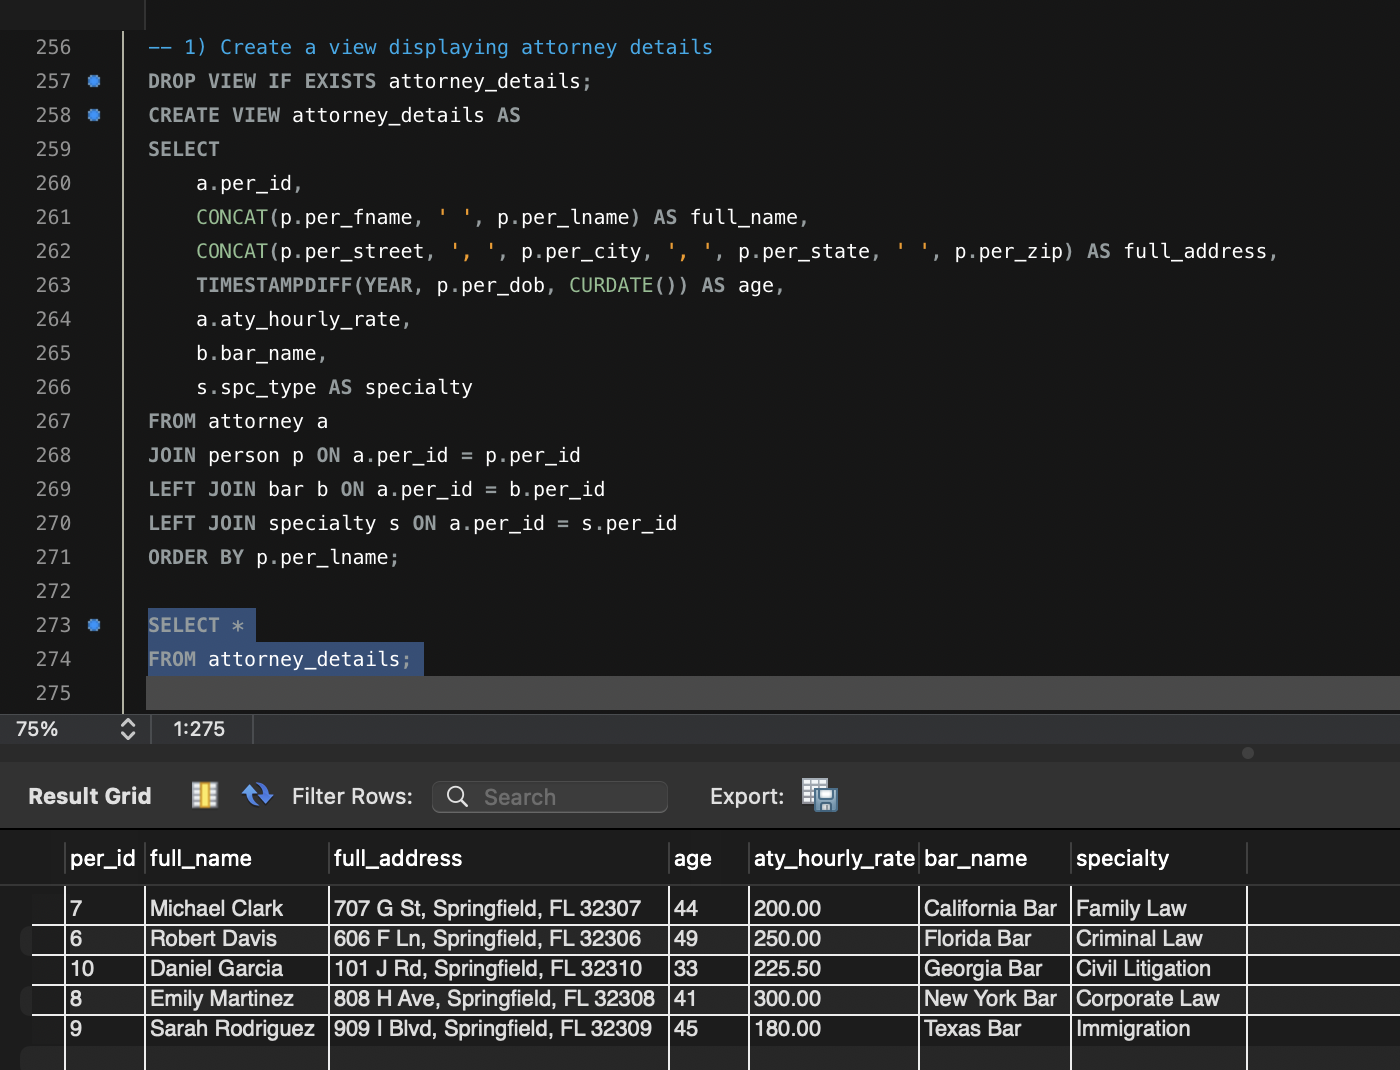 256 -- 1) Create a view displaying attorney details
257 DROP VIEW IF EXISTS attorney_details;
258 CREATE VIEW attorney_details AS
259 SELECT
260     a.per_id,
261     CONCAT(p.per_fname, ' ', p.per_lname) AS full_name,
262     CONCAT(p.per_street, ', ', p.per_city, ', ', p.per_state, ' ', p.per_zip) AS full_address,
263     TIMESTAMPDIFF(YEAR, p.per_dob, CURDATE()) AS age,
264     a.aty_hourly_rate,
265     b.bar_name,
266     s.spc_type AS specialty
267 FROM attorney a
268 JOIN person p ON a.per_id = p.per_id
269 LEFT JOIN bar b ON a.per_id = b.per_id
270 LEFT JOIN specialty s ON a.per_id = s.per_id
271 ORDER BY p.per_lname;
272
273 SELECT *
274 FROM attorney_details;
275
75% 1:275
Result Grid Filter Rows: Search Export:
per_id full_name full_address age aty_hourly_rate bar_name specialty
7 Michael Clark 707 G St, Springfield, FL 32307 44 200.00 California Bar Family Law
6 Robert Davis 606 F Ln, Springfield, FL 32306 49 250.00 Florida Bar Criminal Law
10 Daniel Garcia 101 J Rd, Springfield, FL 32310 33 225.50 Georgia Bar Civil Litigation
8 Emily Martinez 808 H Ave, Springfield, FL 32308 41 300.00 New York Bar Corporate Law
9 Sarah Rodriguez 909 I Blvd, Springfield, FL 32309 45 180.00 Texas Bar Immigration